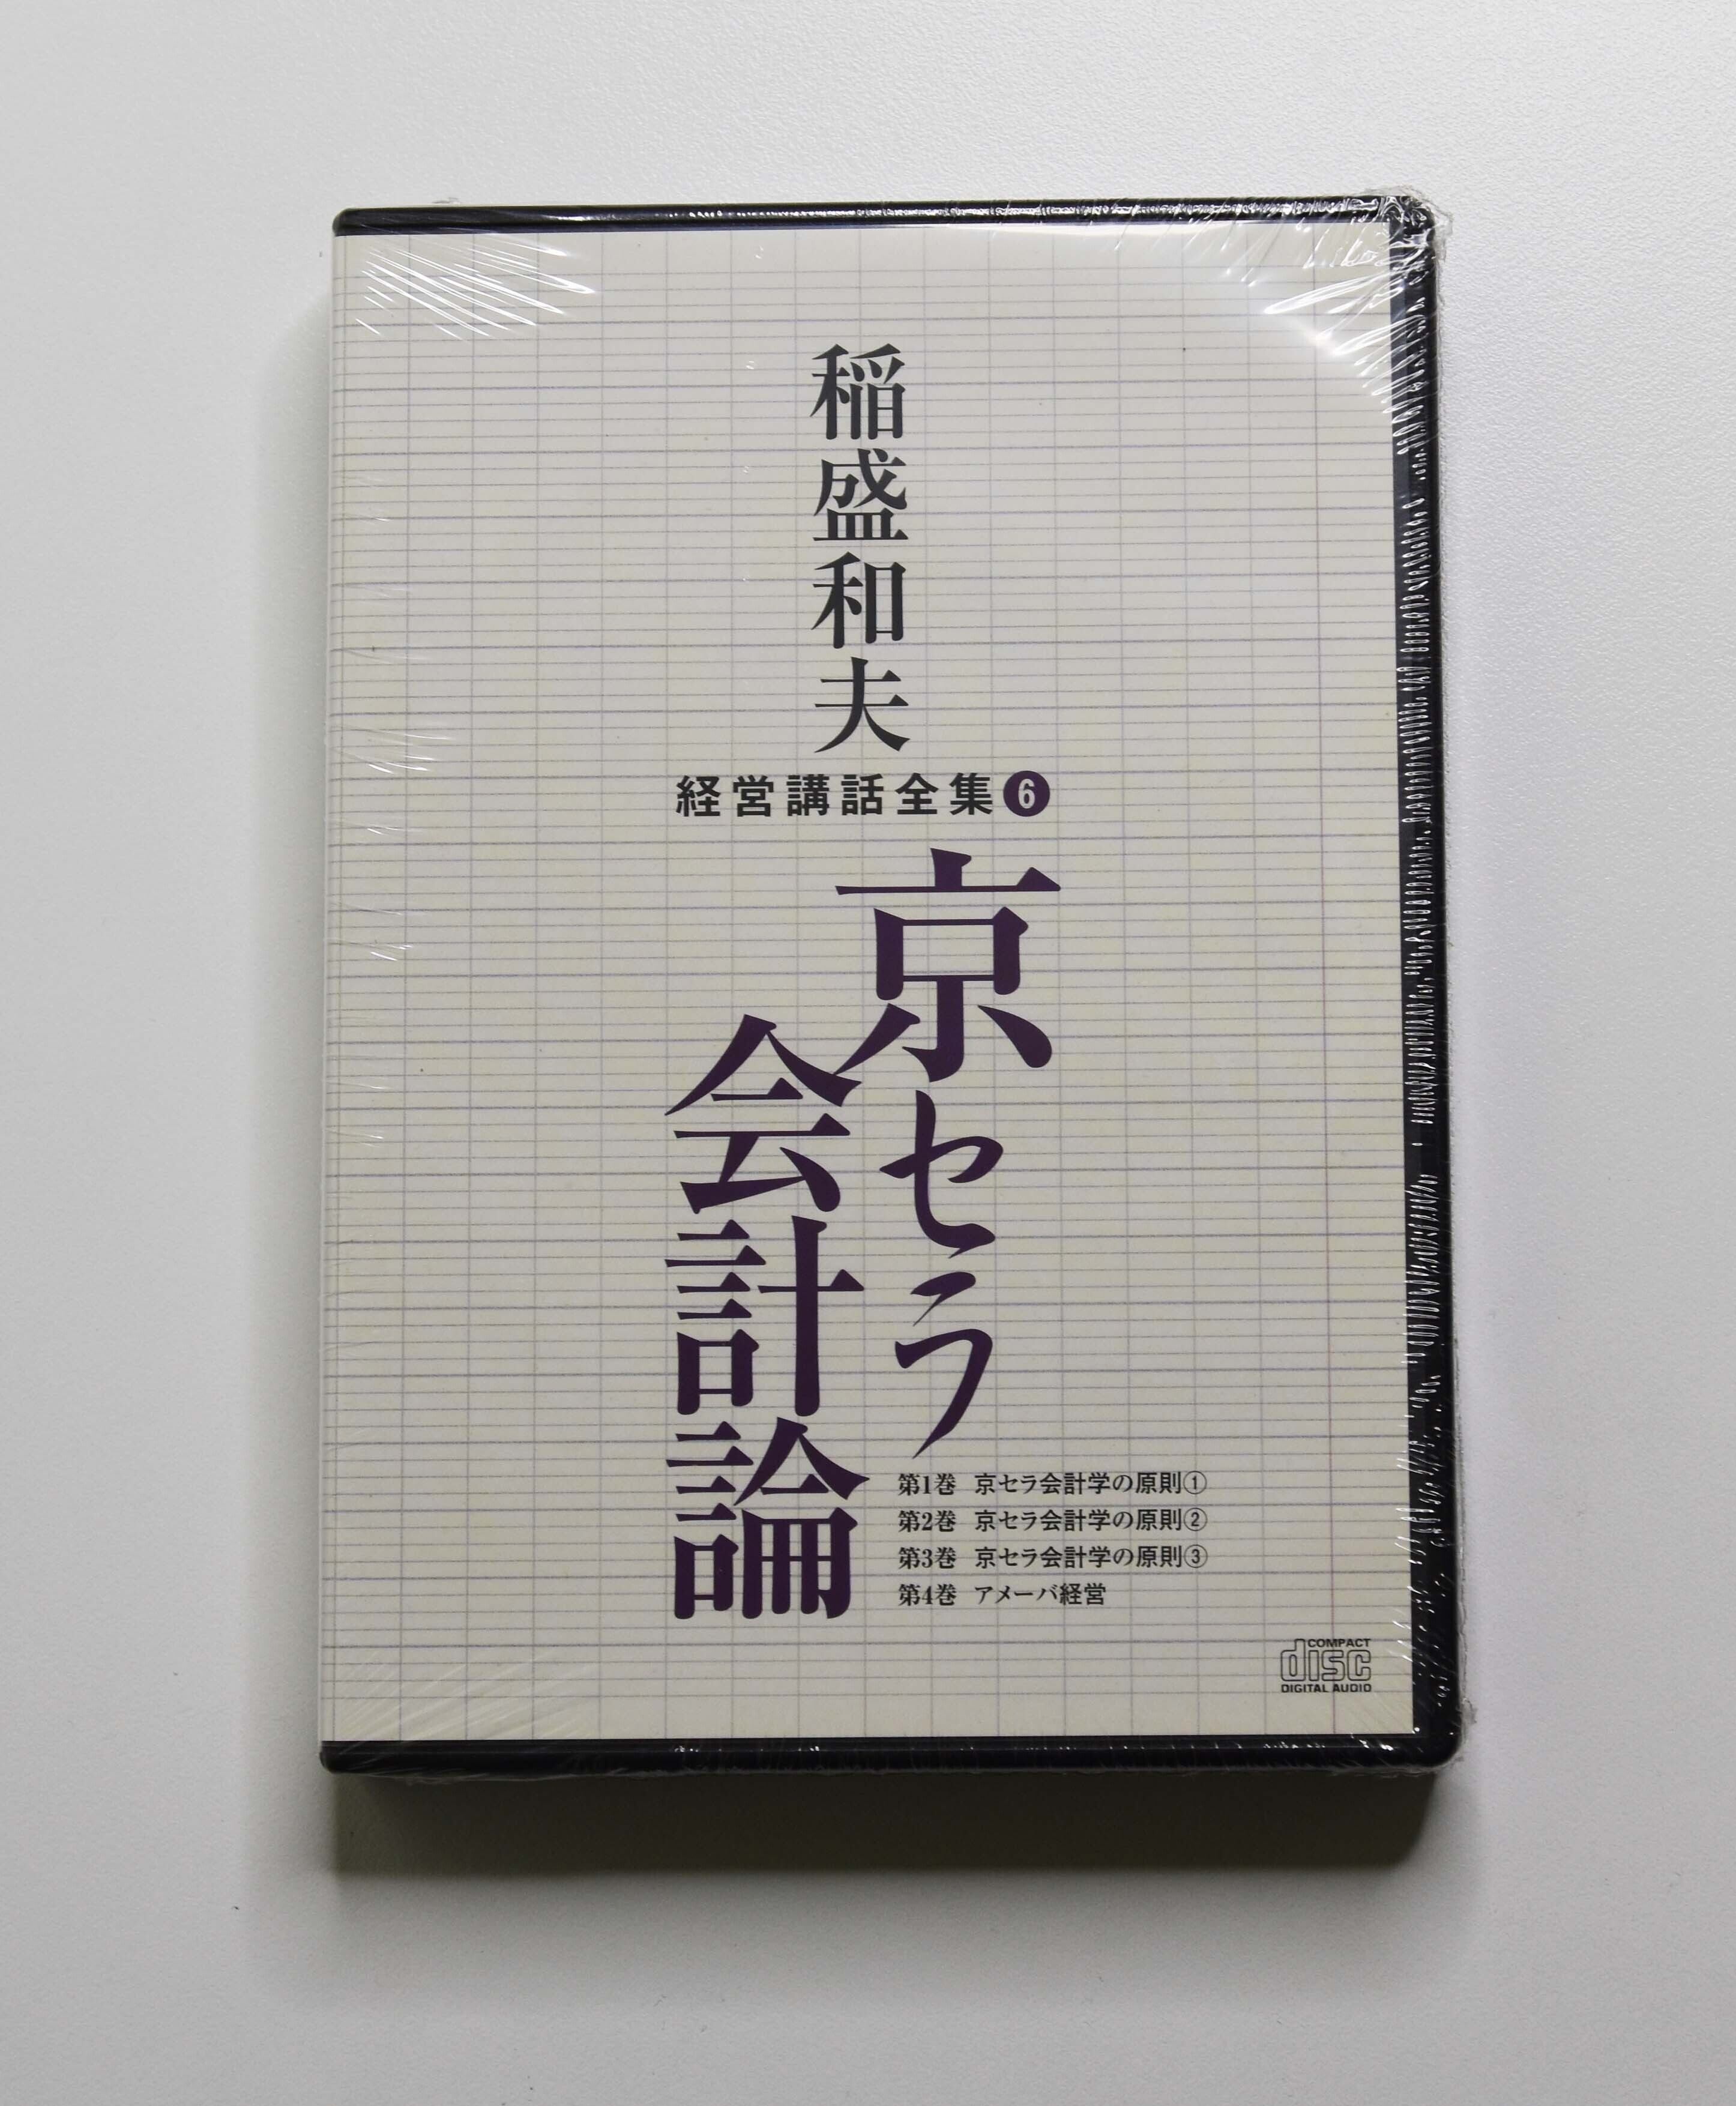 稲盛和夫
経営講話全集❻
京セラ
会計論
第1巻 京セラ会計学の原則①
第2巻 京セラ会計学の原則②
第3巻 京セラ会計学の原則③
第4巻 アメーバ経営
COMPACT
disc
DIGITAL AUDIO